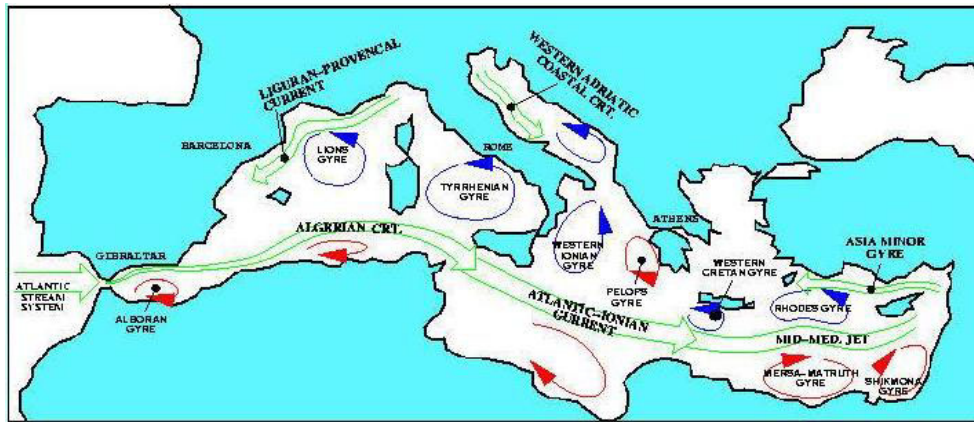 LIGURAN-PROVENCAL
CURRENT
WESTERN ADRIATIC
COASTAL CRT.
BARCELONA
LIONS
GYRE
ROME
TYRRHENIAN
GYRE
ALGERIAN CRT.
GIBRALTAR
ATLANTIC
STREAM
SYSTEM
ALBORAN
GYRE
WESTERN
IONIAN
GYRE
ATHENS
PELOPS
GYRE
ATLANTIC-IONIAN
CURRENT
WESTERN
CRETAN GYRE
ASIA MINOR
GYRE
RHODES GYRE
MID-MED. JET
MERSA-MATRUTH
GYRE
SHIKMONA
GYRE